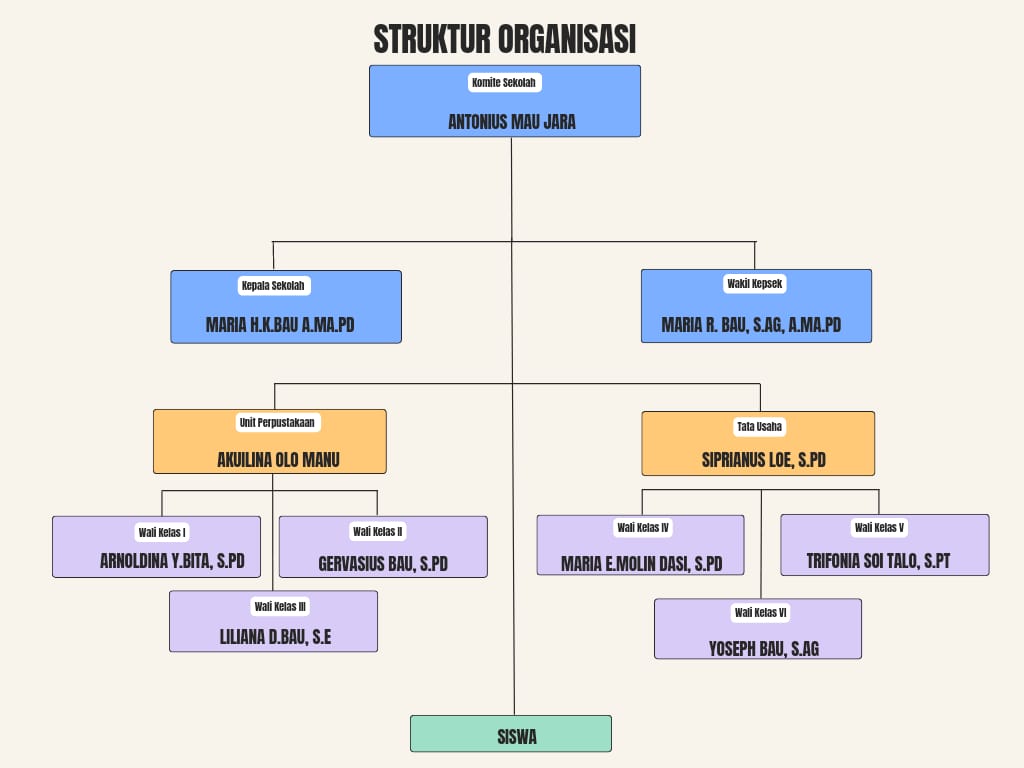 STRUKTUR ORGANISASI
Komite Sekolah
ANTONIUS MAU JARA
Kepala Sekolah
MARIA H.K.BAU A.MA.PD
Wakil Kepsek
MARIA R. BAU, S.AG, A.MA.PD
Unit Perpustakaan
AKUILINA OLO MANU
Tata Usaha
SIPRIANUS LOE, S.PD
Wali Kelas I
ARNOLDINA Y.BITA, S.PD
Wali Kelas II
GERVASIUS BAU, S.PD
Wali Kelas IV
MARIA E.MOLIN DASI, S.PD
Wali Kelas V
TRIFONIA SOI TALO, S.PT
Wali Kelas III
LILIANA D.BAU, S.E
Wali Kelas VI
YOSEPH BAU, S.AG
SISWA